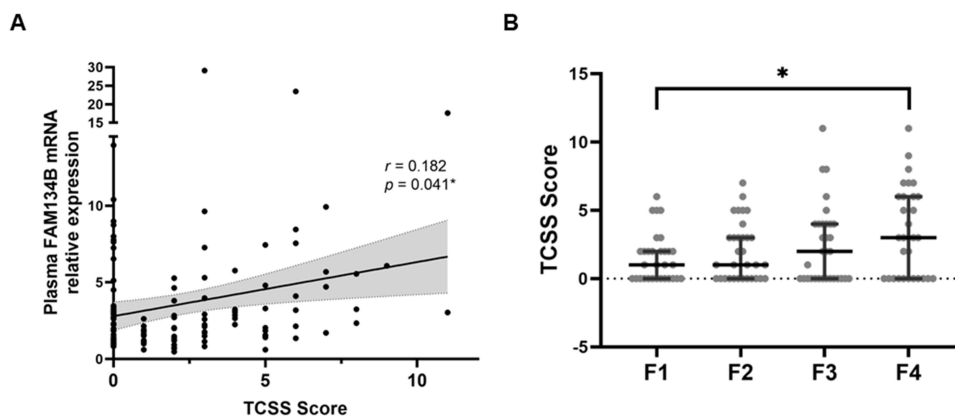 A
Plasma FAM134B mRNA
relative expression
30
25
20
15
10
5
0
r = 0.182
p = 0.041*
0
5
10
TCSS Score
B
TCSS Score
15
10
5
0
-5
*
F1
F2
F3
F4